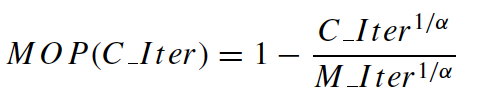 MOP(C_Iter) = 1 − C_Iter^{1/α} / M_Iter^{1/α}